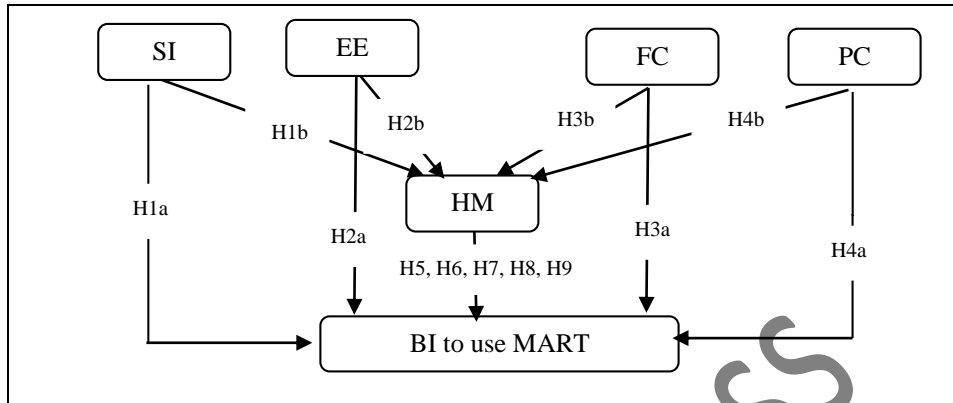 SI
EE
FC
PC
H1b
H2b
H3b
H4b
HM
H1a
H2a
H3a
H4a
H5, H6, H7, H8, H9
BI to use MART
SS